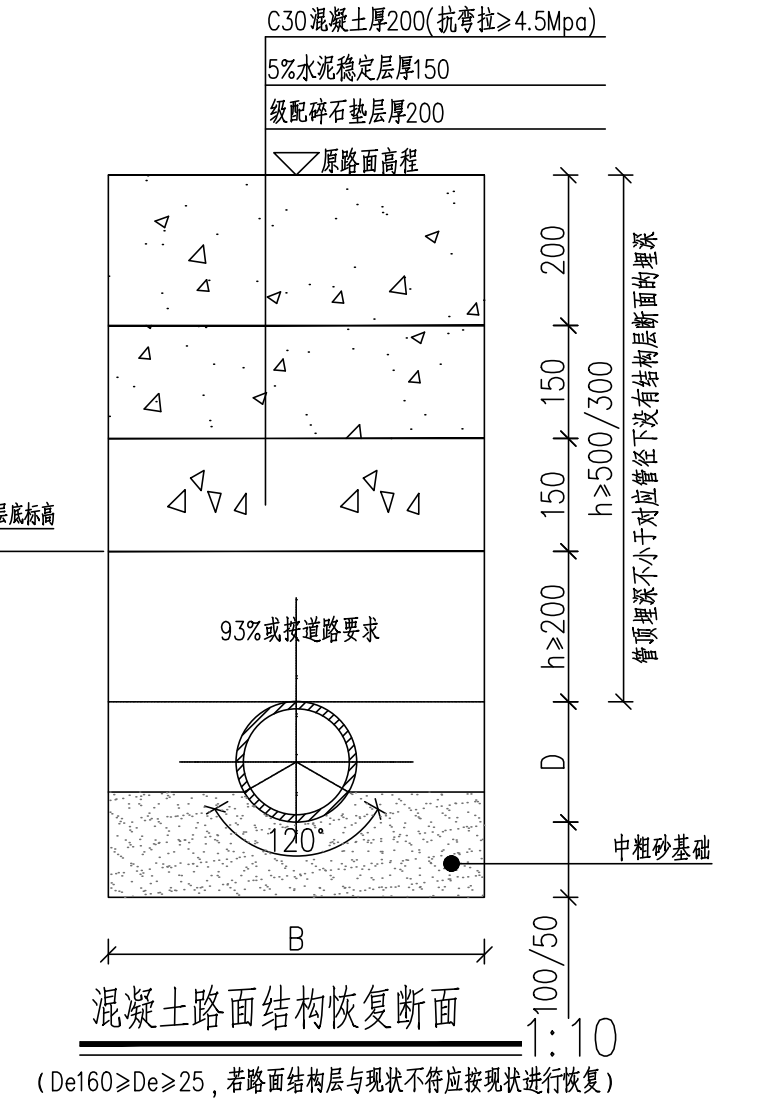 C30混凝土厚200(抗弯拉≥4.5Mpa)
5%水泥稳定层厚150
级配碎石垫层厚200
原路面高程
200
150
150
h≥200
D
100/50
h≥500/300
管顶埋深不小于对应管径下没有结构层断面的埋深
层底标高
93%或按道路要求
120°
中粗砂基础
B
混凝土路面结构恢复断面
1:10
(De160≥De≥25,若路面结构层与现状不符应按现状进行恢复)